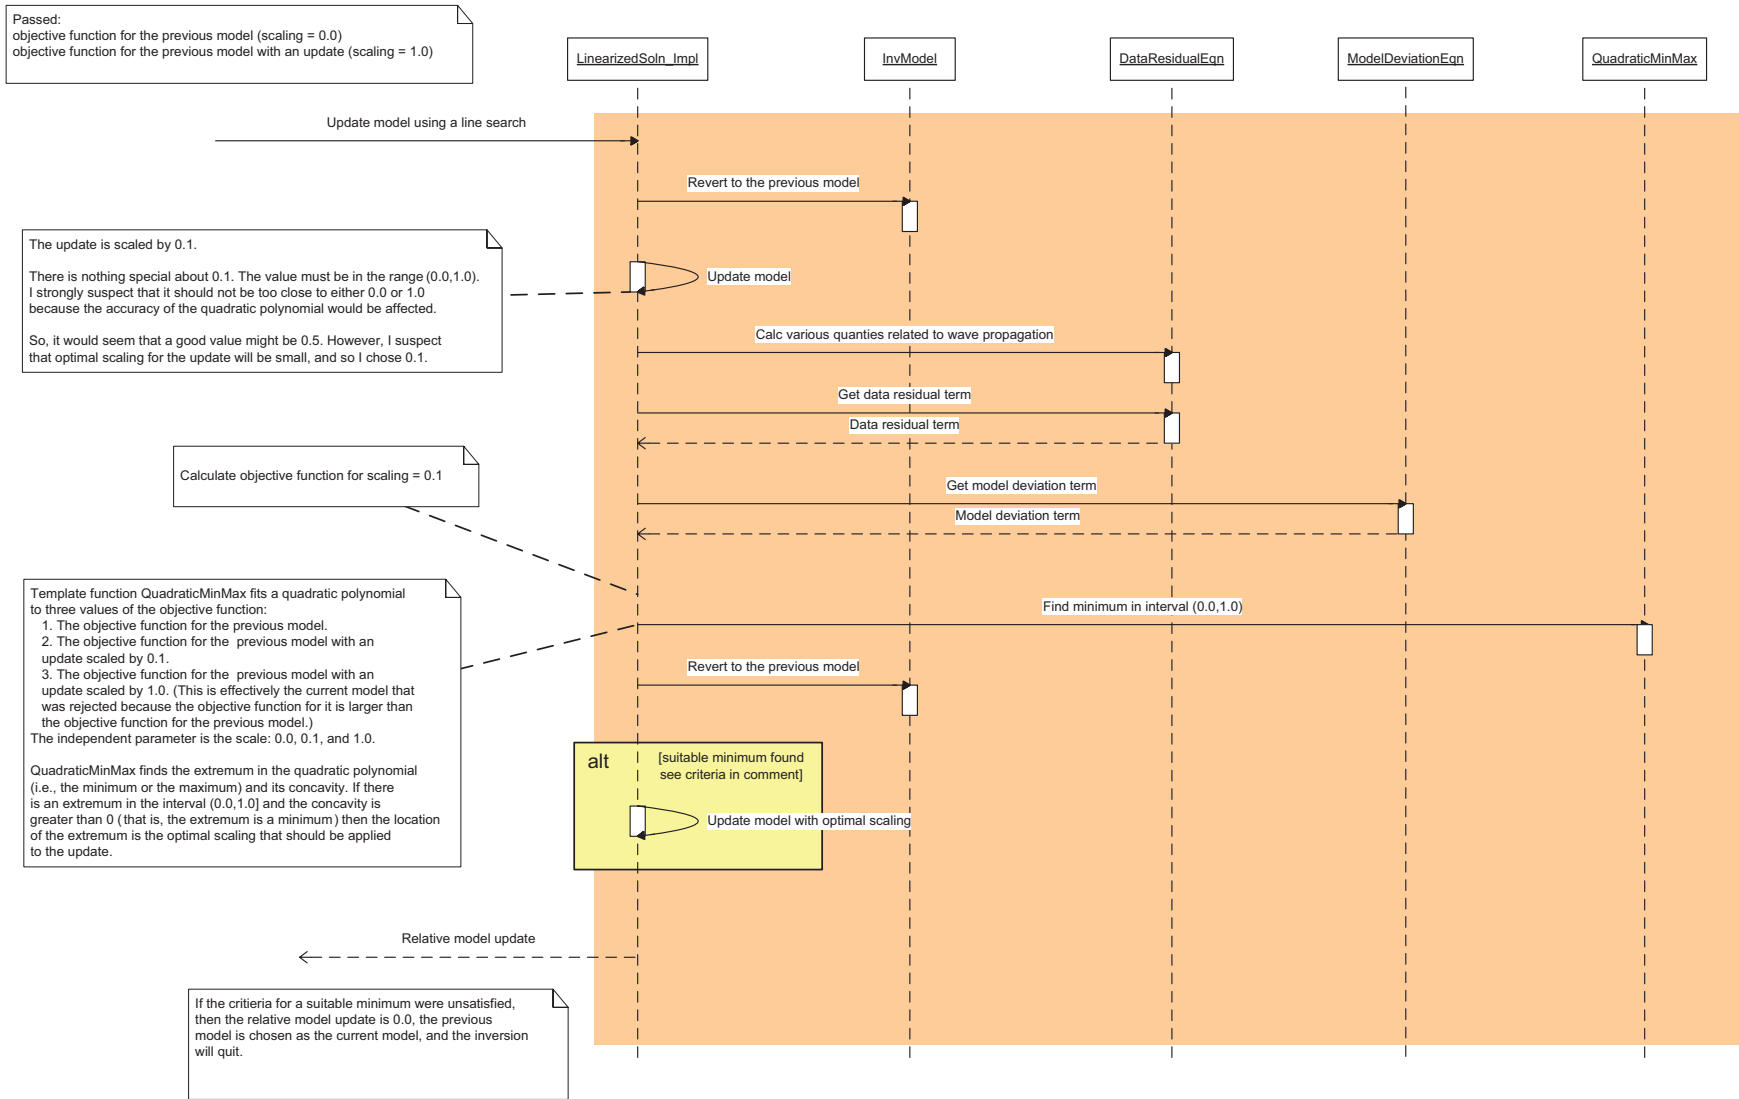 Passed:
objective function for the previous model (scaling = 0.0)
objective function for the previous model with an update (scaling = 1.0)
LinearizedSoln_Impl
InvModel
DataResidualEqn
ModelDeviationEqn
QuadraticMinMax
Update model using a line search
Revert to the previous model
The update is scaled by 0.1.
There is nothing special about 0.1. The value must be in the range (0.0,1.0).
I strongly suspect that it should not be too close to either 0.0 or 1.0
because the accuracy of the quadratic polynomial would be affected.
So, it would seem that a good value might be 0.5. However, I suspect
that optimal scaling for the update will be small, and so I chose 0.1.
Update model
Calc various quanties related to wave propagation
Get data residual term
Data residual term
Calculate objective function for scaling = 0.1
Get model deviation term
Model deviation term
Template function QuadraticMinMax fits a quadratic polynomial
to three values of the objective function:
1. The objective function for the previous model.
2. The objective function for the  previous model with an
update scaled by 0.1.
3. The objective function for the  previous model with an
update scaled by 1.0. (This is effectively the current model that
was rejected because the objective function for it is larger than
the objective function for the previous model.)
The independent parameter is the scale: 0.0, 0.1, and 1.0.
QuadraticMinMax finds the extremum in the quadratic polynomial
(i.e., the minimum or the maximum) and its concavity. If there
is an extremum in the interval (0.0,1.0] and the concavity is
greater than 0 (that is, the extremum is a minimum) then the location
of the extremum is the optimal scaling that should be applied
to the update.
Find minimum in interval (0.0,1.0)
Revert to the previous model
alt
[suitable minimum found
see criteria in comment]
Update model with optimal scaling
Relative model update
If the critieria for a suitable minimum were unsatisfied,
then the relative model update is 0.0, the previous
model is chosen as the current model, and the inversion
will quit.